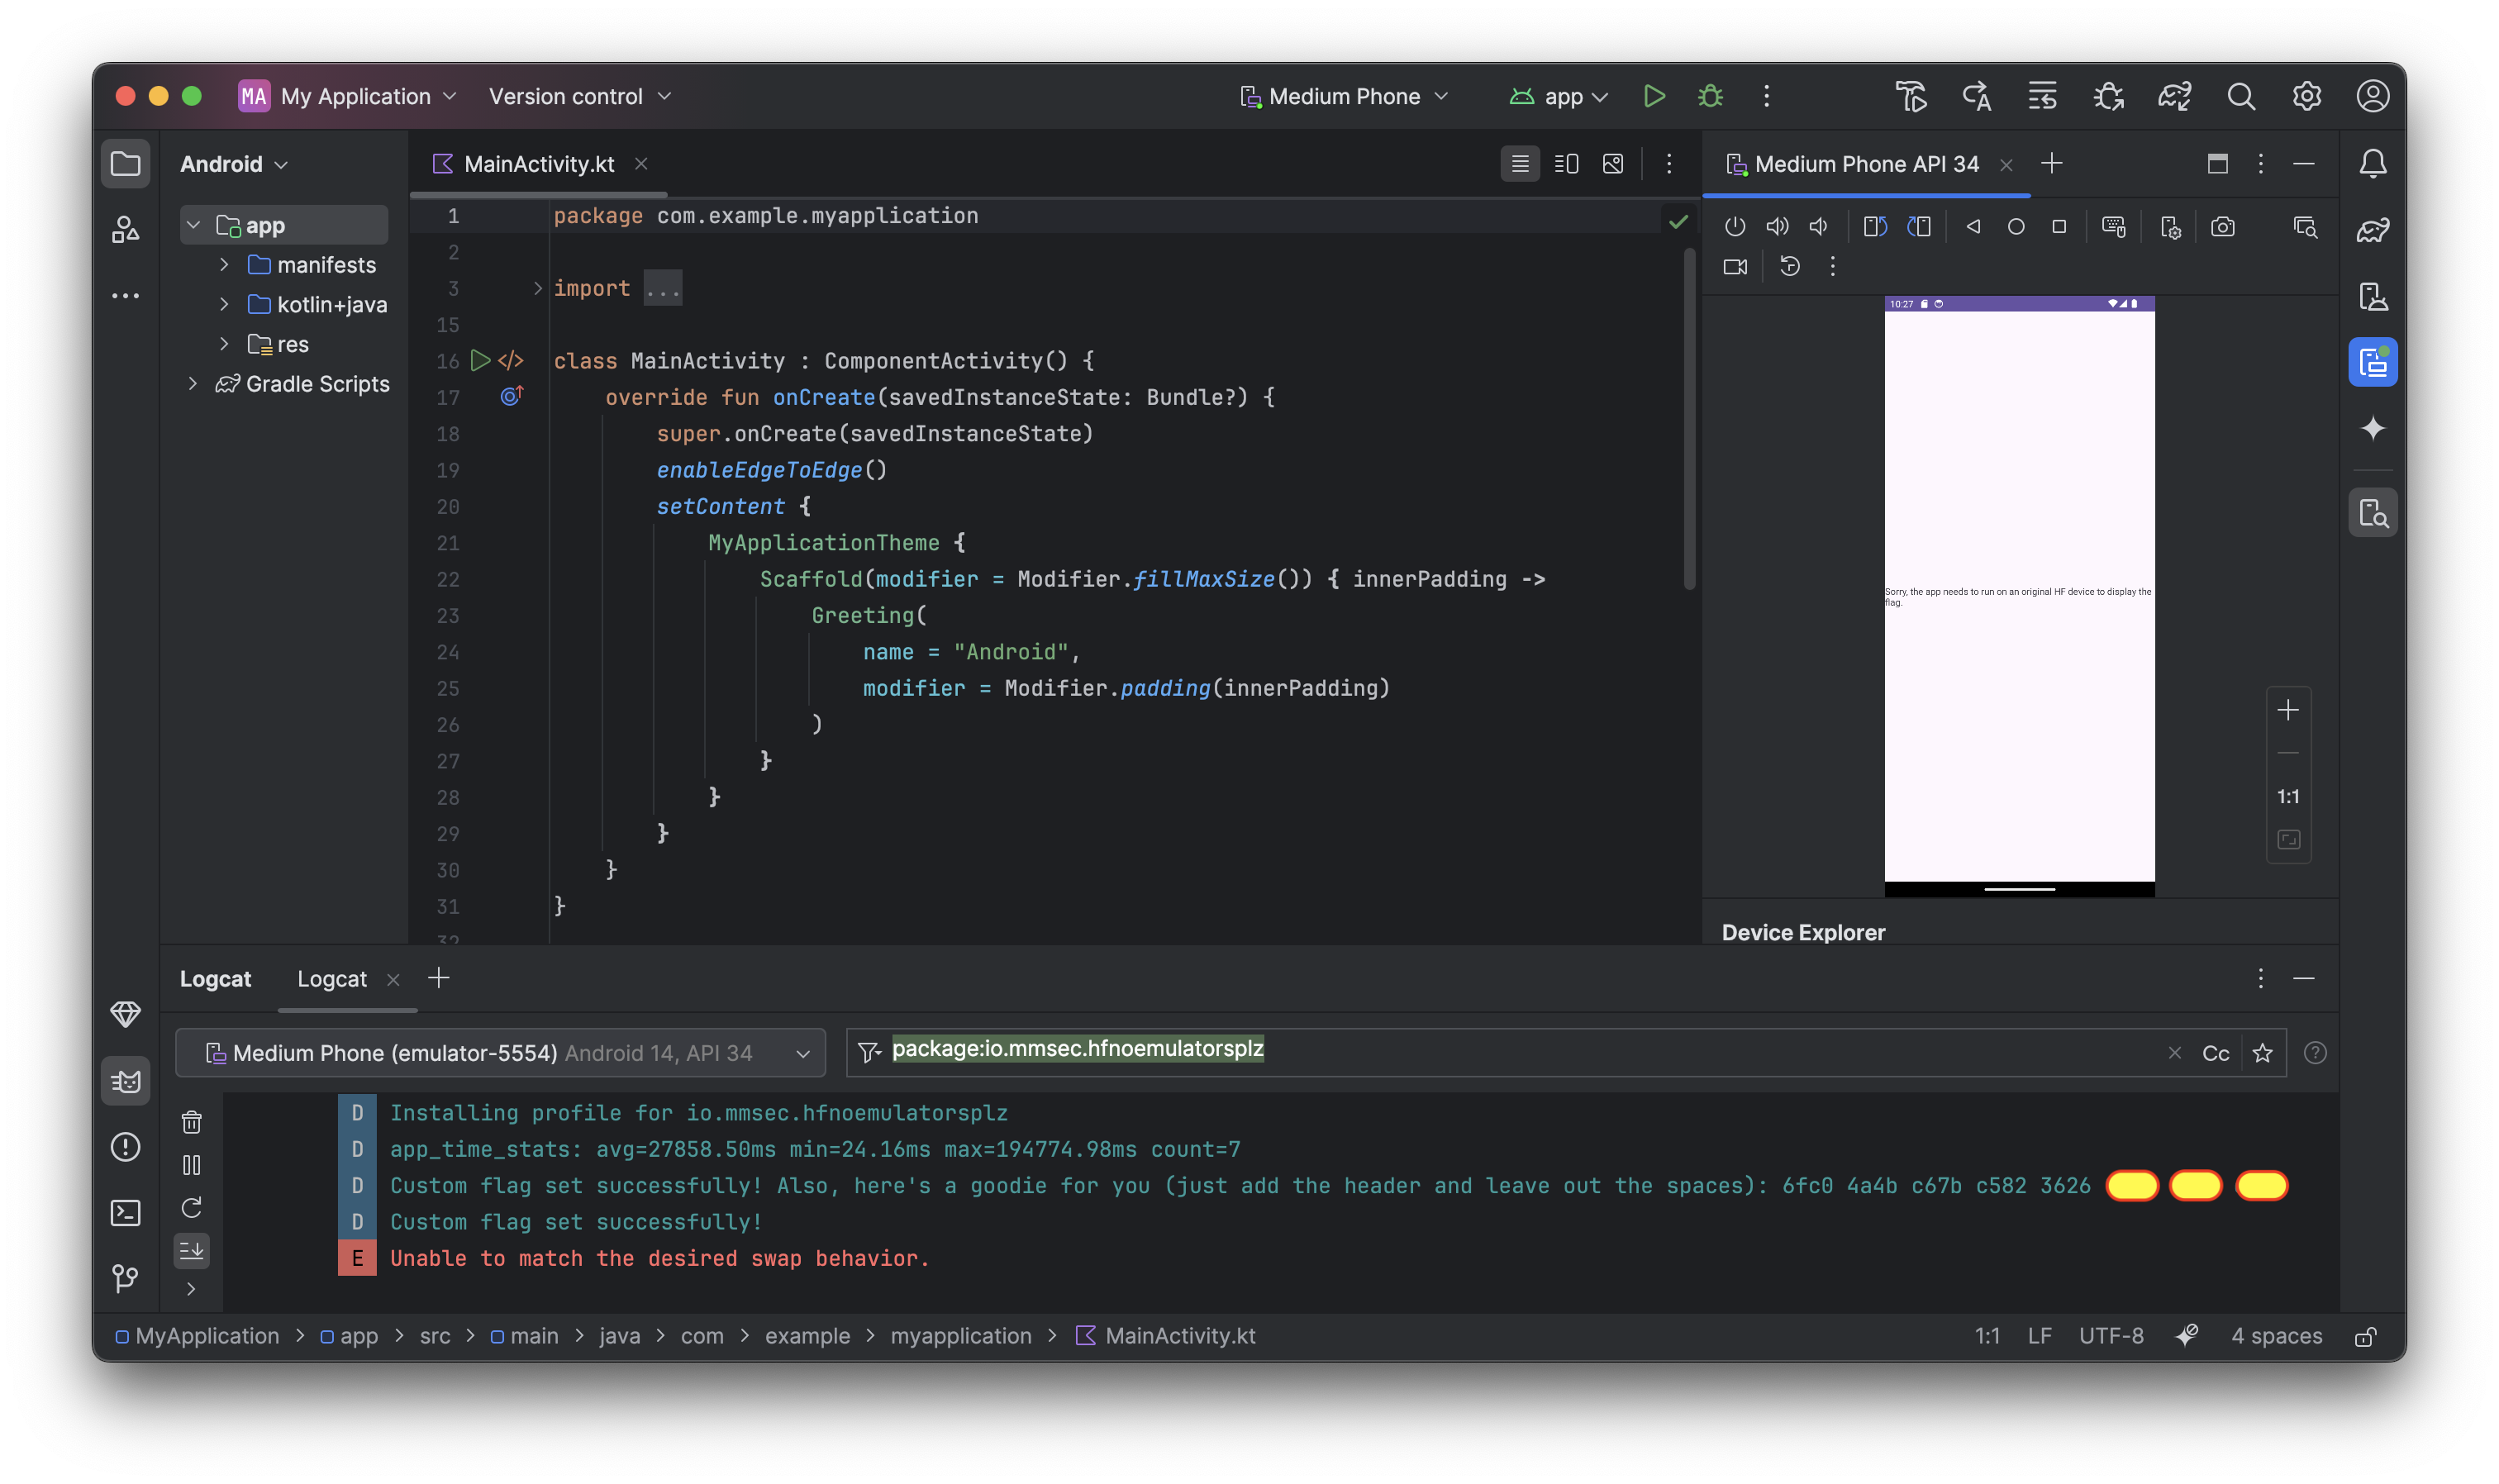 MA My Application Version control Medium Phone app
Android
app
manifests
kotlin+java
res
Gradle Scripts
MainActivity.kt
1 package com.example.myapplication
2
3 import ...
15
16 class MainActivity : ComponentActivity() {
17 override fun onCreate(savedInstanceState: Bundle?) {
18 super.onCreate(savedInstanceState)
19 enableEdgeToEdge()
20 setContent {
21 MyApplicationTheme {
22 Scaffold(modifier = Modifier.fillMaxSize()) { innerPadding ->
23 Greeting(
24 name = "Android",
25 modifier = Modifier.padding(innerPadding)
26 )
27 }
28 }
29 }
30 }
31 }
32
Medium Phone API 34
10:27
Sorry, the app needs to run on an original HF device to display the
flag.
1:1
Device Explorer
Logcat Logcat
Medium Phone (emulator-5554) Android 14, API 34 package:io.mmsec.hfnoemulatorsplz Cc
D Installing profile for io.mmsec.hfnoemulatorsplz
D app_time_stats: avg=27858.50ms min=24.16ms max=194774.98ms count=7
D Custom flag set successfully! Also, here's a goodie for you (just add the header and leave out the spaces): 6fc0 4a4b c67b c582 3626
D Custom flag set successfully!
E Unable to match the desired swap behavior.
MyApplication > app > src > main > java > com > example > myapplication > MainActivity.kt 1:1 LF UTF-8 4 spaces